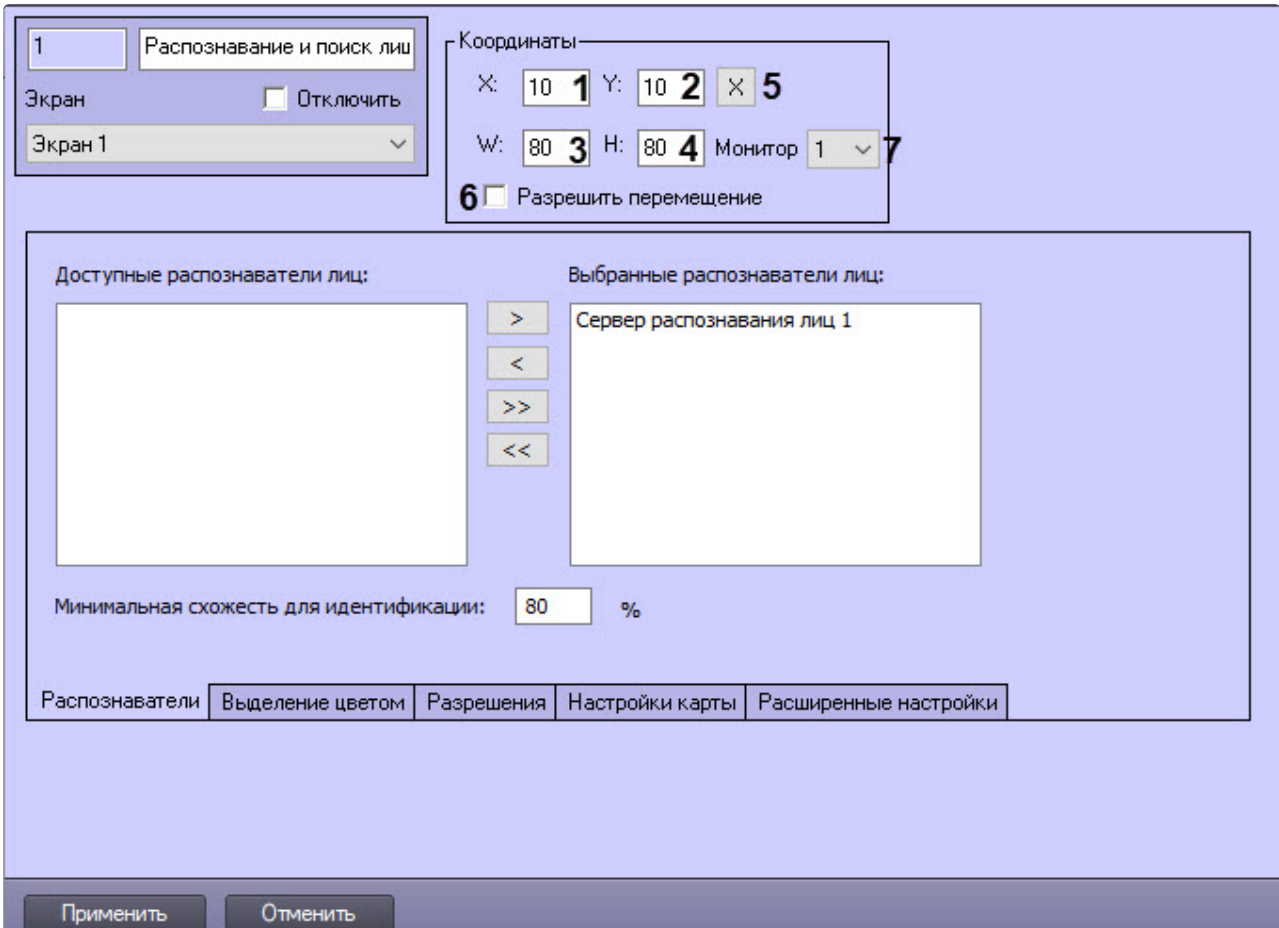 1 Распознавание и поиск лиц
Экран Отключить
Экран 1
Координаты
X: 10 1 Y: 10 2 X 5
W: 80 3 H: 80 4 Монитор 1 7
6 Разрешить перемещение
Доступные распознаватели лиц: Выбранные распознаватели лиц:
> Сервер распознавания лиц 1
<
>>
<<
Минимальная схожесть для идентификации: 80 %
Распознаватели Выделение цветом Разрешения Настройки карты Расширенные настройки
Применить Отменить